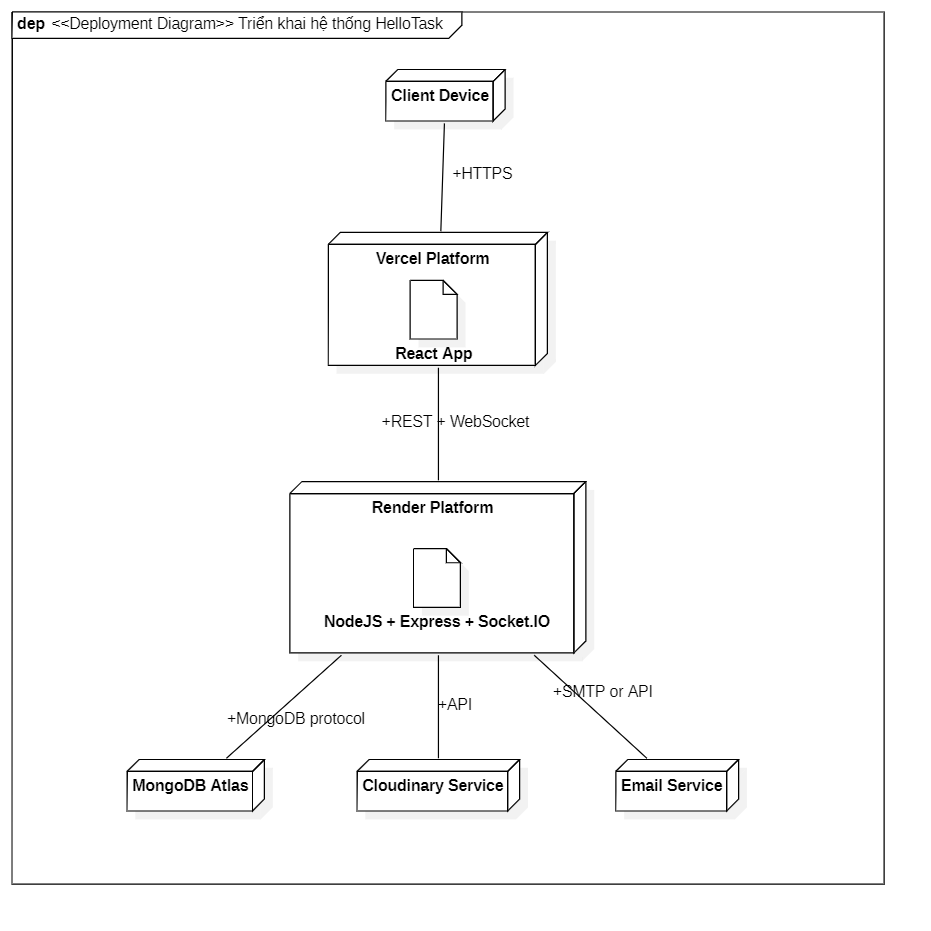 dep <<Deployment Diagram>> Triển khai hệ thống HelloTask
Client Device
+HTTPS
Vercel Platform
React App
+REST + WebSocket
Render Platform
NodeJS + Express + Socket.IO
+SMTP or API
+API
+MongoDB protocol
MongoDB Atlas
Cloudinary Service
Email Service